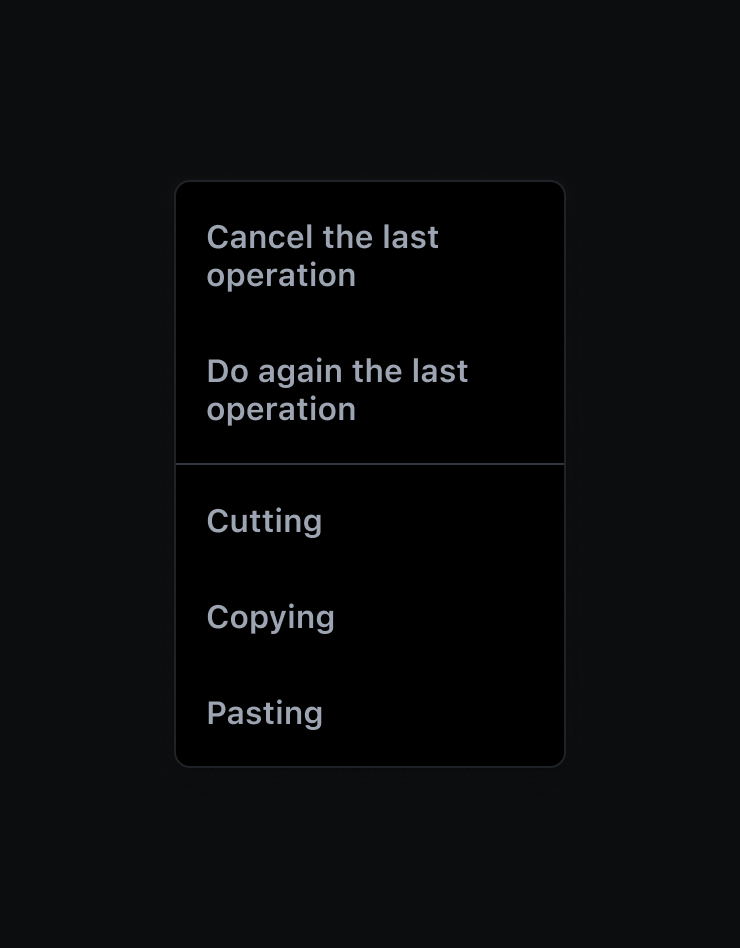 Cancel the last
operation
Do again the last
operation
Cutting
Copying
Pasting